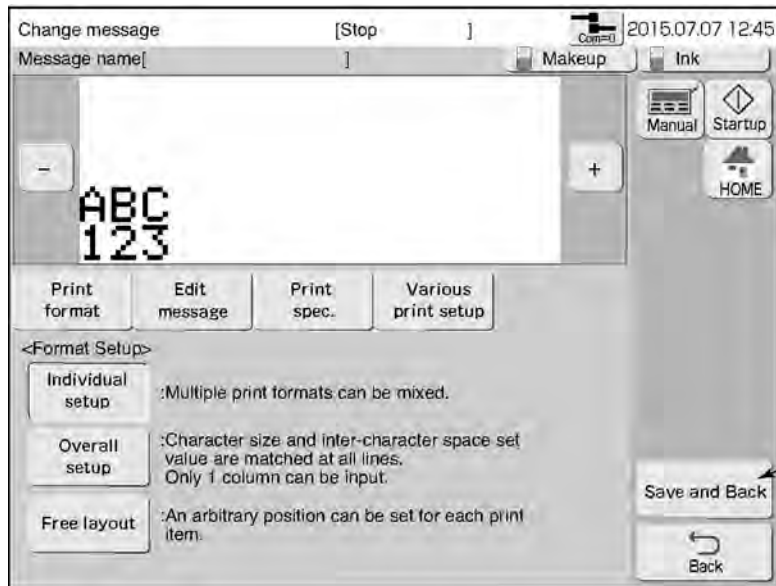 Change message [Stop ] Com=0 2015.07.07 12:45
Message name[ ] Makeup Ink
Manual Startup
HOME
- +
ABC
123
Print format Edit message Print spec. Various print setup
<Format Setup>
Individual setup :Multiple print formats can be mixed.
Overall setup :Character size and inter-character space set
value are matched at all lines.
Only 1 column can be input.
Free layout :An arbitrary position can be set for each print
item.
Save and Back
Back